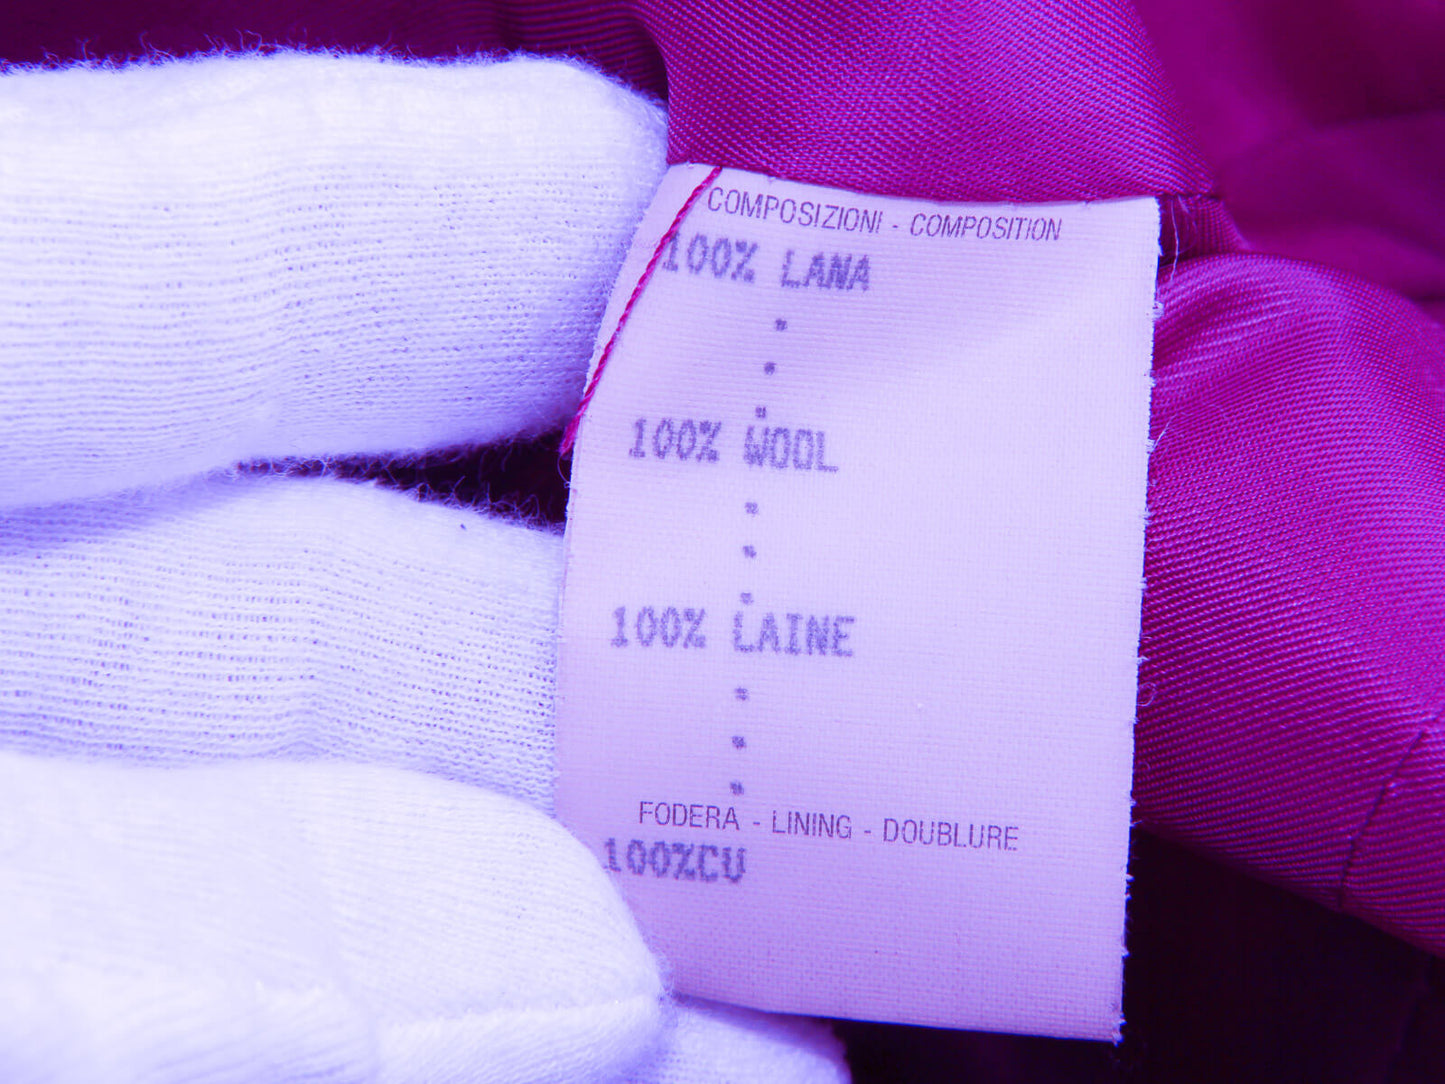 COMPOSIZIONI - COMPOSITION
100% LANA
100% WOOL
100% LAINE
FODERA - LINING - DOUBLURE
100%CU